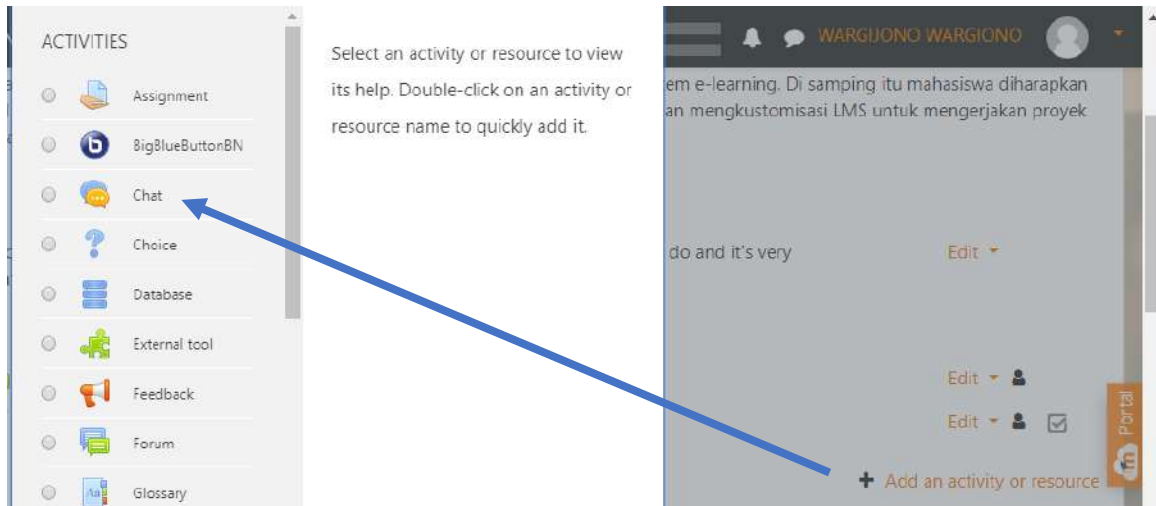 ACTIVITIES
Assignment
BigBlueButtonBN
Chat
Choice
Database
External tool
Feedback
Forum
Aa
Glossary
Select an activity or resource to view
its help. Double-click on an activity or
resource name to quickly add it.
WARGIJONO WARGIONO
em e-learning. Di samping itu mahasiswa diharapkan
an mengkustomisasi LMS untuk mengerjakan proyek
do and it's very
Edit
Edit
Edit
Portal
Add an activity or resource